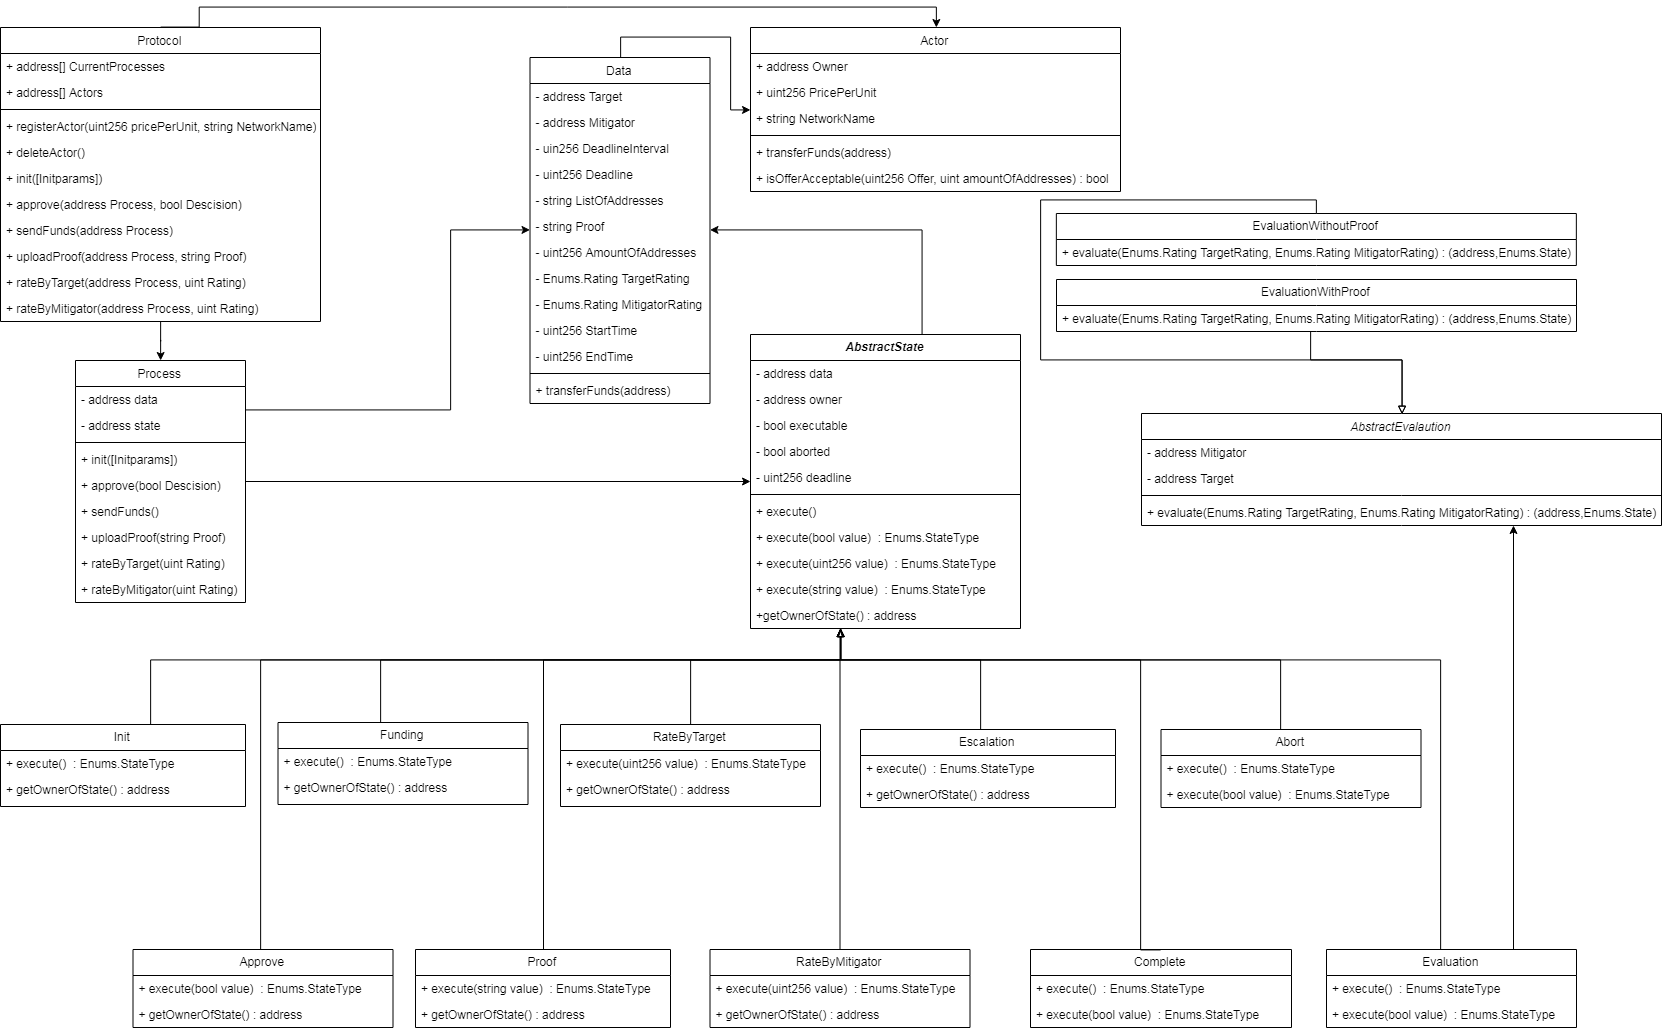 Protocol
+ address[] CurrentProcesses
+ address[] Actors
+ registerActor(uint256 pricePerUnit, string NetworkName)
+ deleteActor()
+ init([Initparams])
+ approve(address Process, bool Descision)
+ sendFunds(address Process)
+ uploadProof(address Process, string Proof)
+ rateByTarget(address Process, uint Rating)
+ rateByMitigator(address Process, uint Rating)
Process
- address data
- address state
+ init([Initparams])
+ approve(bool Descision)
+ sendFunds()
+ uploadProof(string Proof)
+ rateByTarget(uint Rating)
+ rateByMitigator(uint Rating)
Data
- address Target
- address Mitigator
- uin256 DeadlineInterval
- uint256 Deadline
- string ListOfAddresses
- string Proof
- uint256 AmountOfAddresses
- Enums.Rating TargetRating
- Enums.Rating MitigatorRating
- uint256 StartTime
- uint256 EndTime
+ transferFunds(address)
Actor
+ address Owner
+ uint256 PricePerUnit
+ string NetworkName
+ transferFunds(address)
+ isOfferAcceptable(uint256 Offer, uint amountOfAddresses) : bool
EvaluationWithoutProof
+ evaluate(Enums.Rating TargetRating, Enums.Rating MitigatorRating) : (address,Enums.State)
EvaluationWithProof
+ evaluate(Enums.Rating TargetRating, Enums.Rating MitigatorRating) : (address,Enums.State)
AbstractState
- address data
- address owner
- bool executable
- bool aborted
- uint256 deadline
+ execute()
+ execute(bool value) : Enums.StateType
+ execute(uint256 value) : Enums.StateType
+ execute(string value) : Enums.StateType
+getOwnerOfState() : address
AbstractEvalaution
- address Mitigator
- address Target
+ evaluate(Enums.Rating TargetRating, Enums.Rating MitigatorRating) : (address,Enums.State)
Init
+ execute() : Enums.StateType
+ getOwnerOfState() : address
Funding
+ execute() : Enums.StateType
+ getOwnerOfState() : address
RateByTarget
+ execute(uint256 value) : Enums.StateType
+ getOwnerOfState() : address
Escalation
+ execute() : Enums.StateType
+ getOwnerOfState() : address
Abort
+ execute() : Enums.StateType
+ execute(bool value) : Enums.StateType
Approve
+ execute(bool value) : Enums.StateType
+ getOwnerOfState() : address
Proof
+ execute(string value) : Enums.StateType
+ getOwnerOfState() : address
RateByMitigator
+ execute(uint256 value) : Enums.StateType
+ getOwnerOfState() : address
Complete
+ execute() : Enums.StateType
+ execute(bool value) : Enums.StateType
Evaluation
+ execute() : Enums.StateType
+ execute(bool value) : Enums.StateType